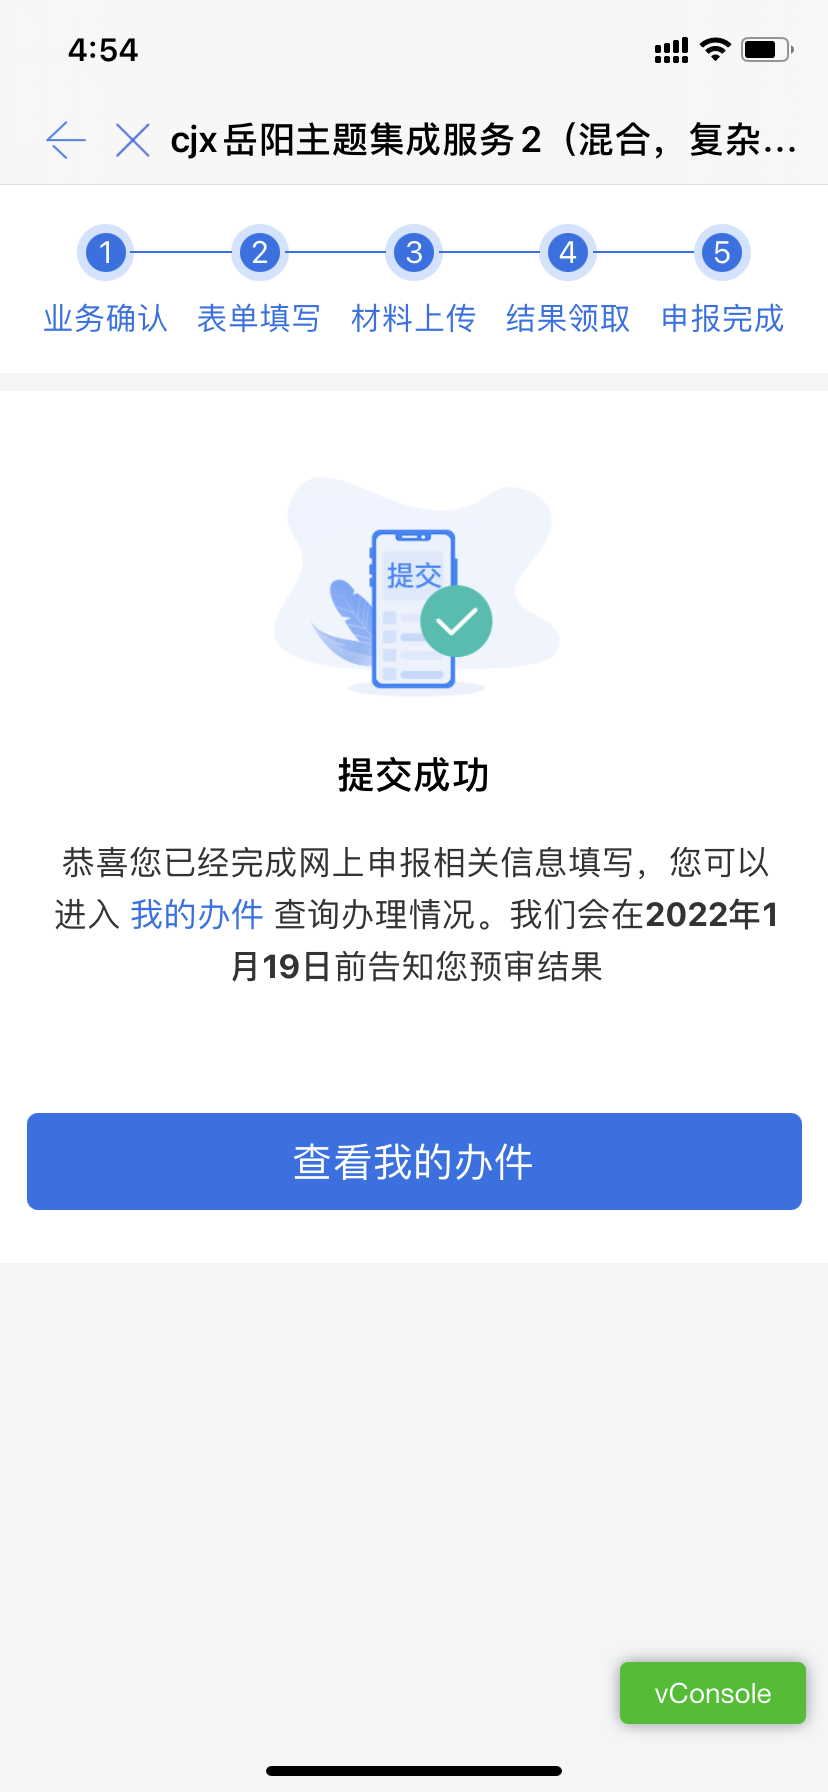 4:54
cjx岳阳主题集成服务2（混合，复杂...
1 2 3 4 5
业务确认 表单填写 材料上传 结果领取 申报完成
提交
提交成功
恭喜您已经完成网上申报相关信息填写，您可以
进入 我的办件 查询办理情况。我们会在2022年1
月19日前告知您预审结果
查看我的办件
vConsole